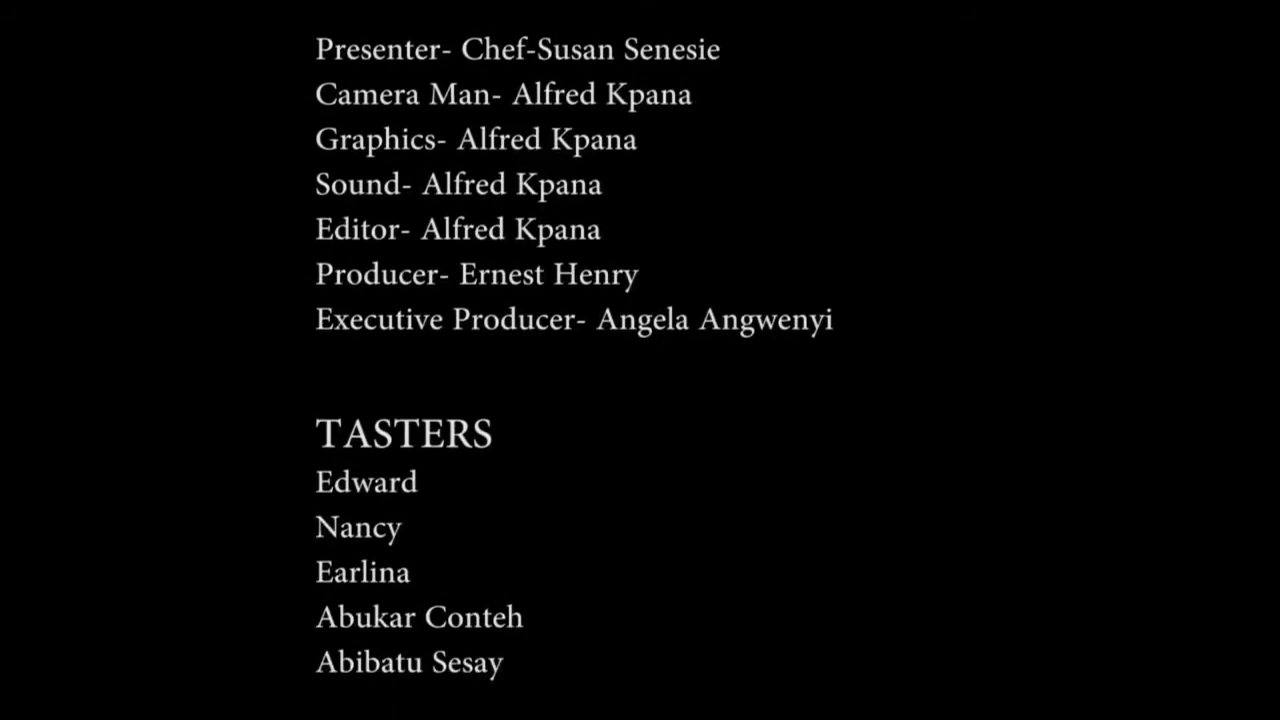 Presenter- Chef-Susan Senesie
Camera Man- Alfred Kpana
Graphics- Alfred Kpana
Sound- Alfred Kpana
Editor- Alfred Kpana
Producer- Ernest Henry
Executive Producer- Angela Angwenyi
TASTERS
Edward
Nancy
Earlina
Abukar Conteh
Abibatu Sesay